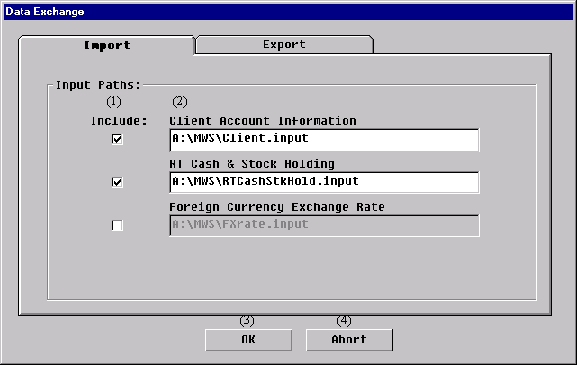 Data Exchange
Import Export
Input Paths:
(1) (2)
Include: Client Account Information
A:\MWS\Client.input
RT Cash & Stock Holding
A:\MWS\RTCashStkHold.input
Foreign Currency Exchange Rate
A:\MWS\FXrate.input
(3) (4)
OK Abort